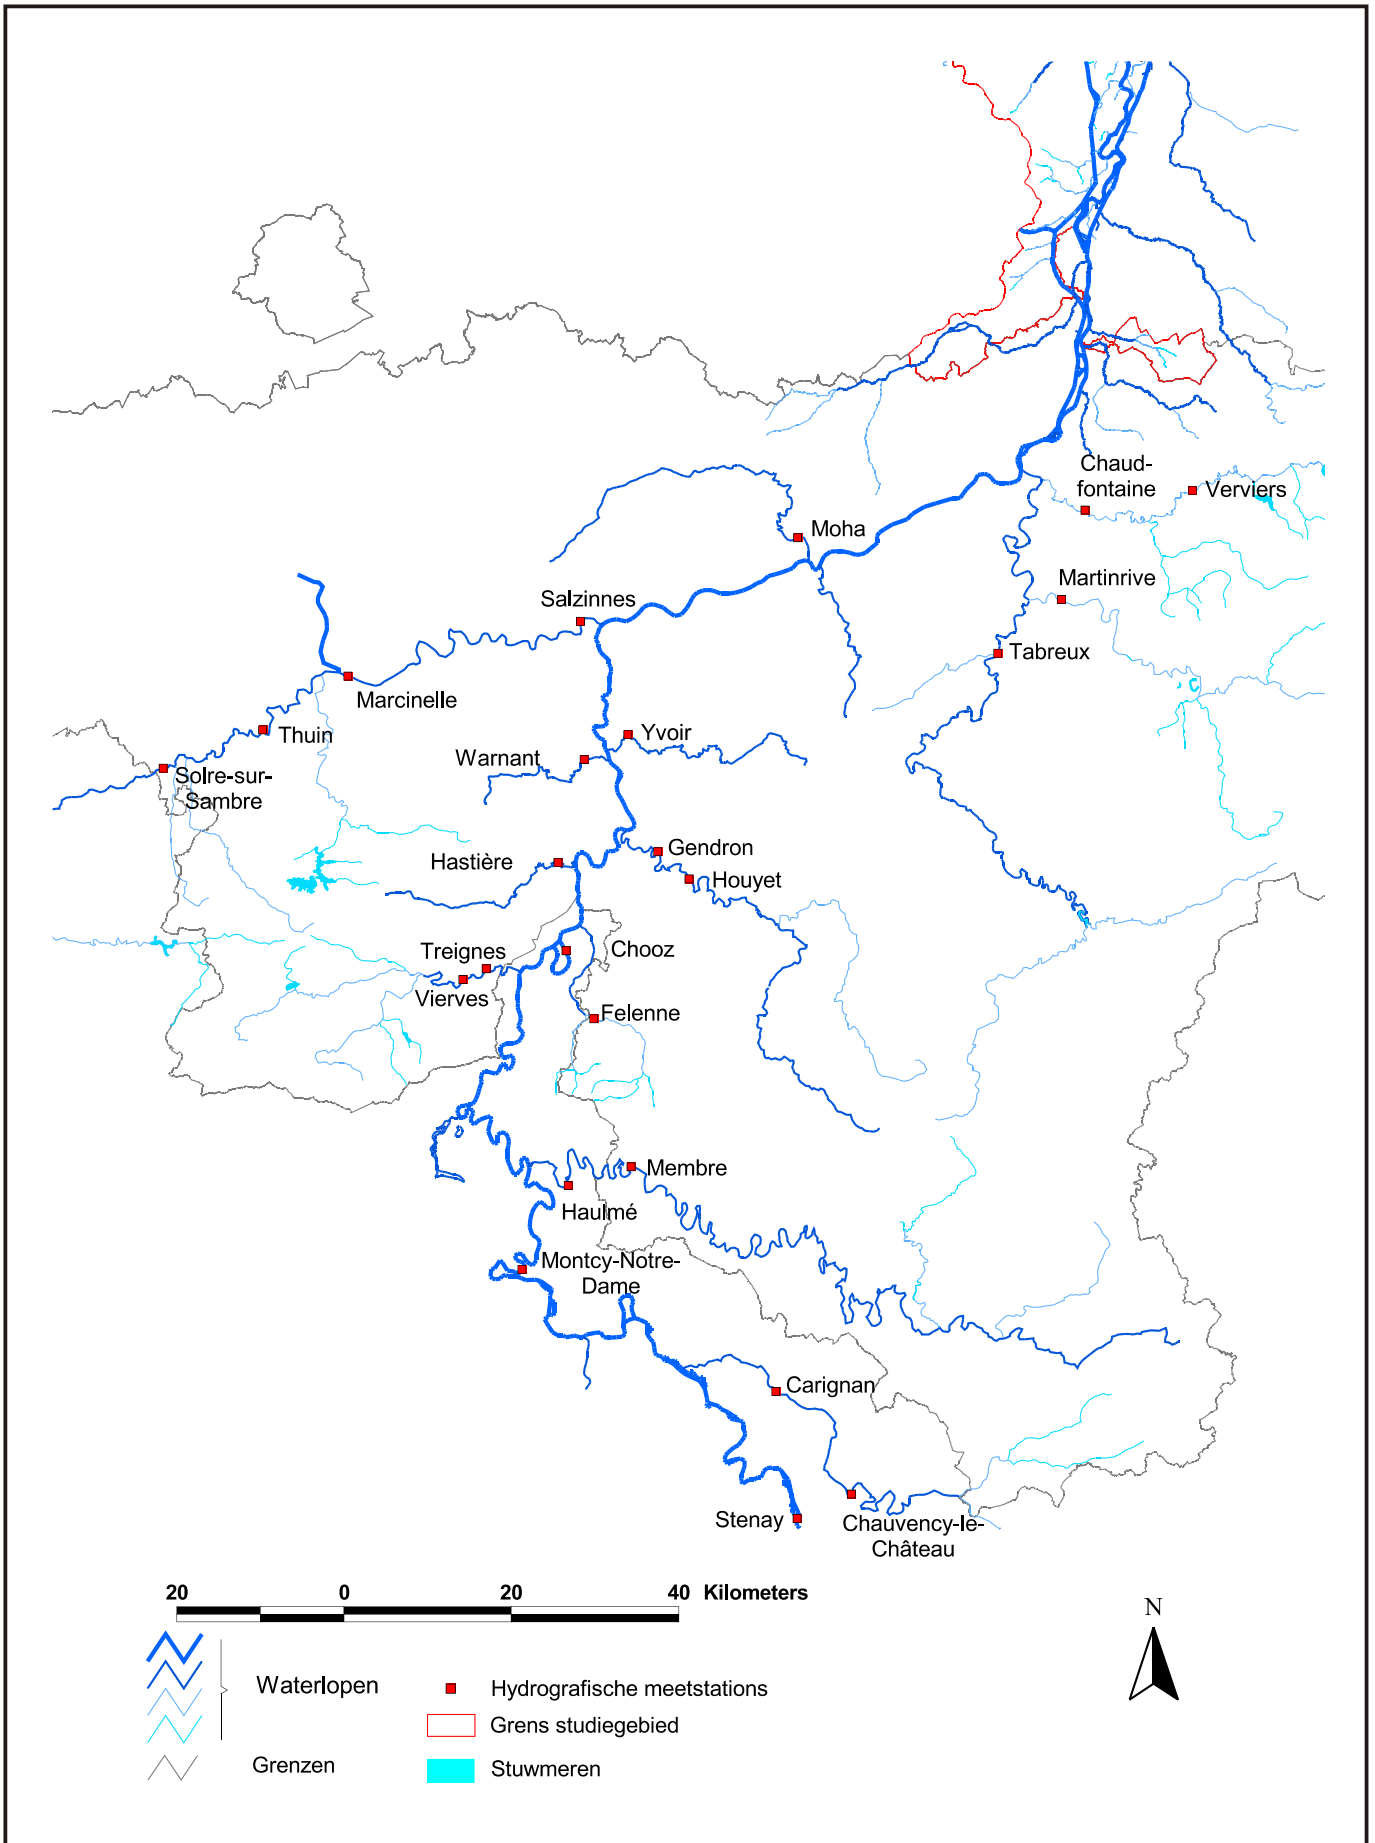 Chaud-
fontaine
Verviers
Moha
Martinrive
Salzinnes
Tabreux
Marcinelle
Thuin
Yvoir
Warnant
Solre-sur-
Sambre
Gendron
Hastière
Houyet
Treignes
Chooz
Vierves
Felenne
Membre
Haulmé
Montcy-Notre-
Dame
Carignan
Stenay
Chauvency-le-
Château
20 0 20 40 Kilometers
N
Waterlopen
Hydrografische meetstations
Grens studiegebied
Grenzen
Stuwmeren